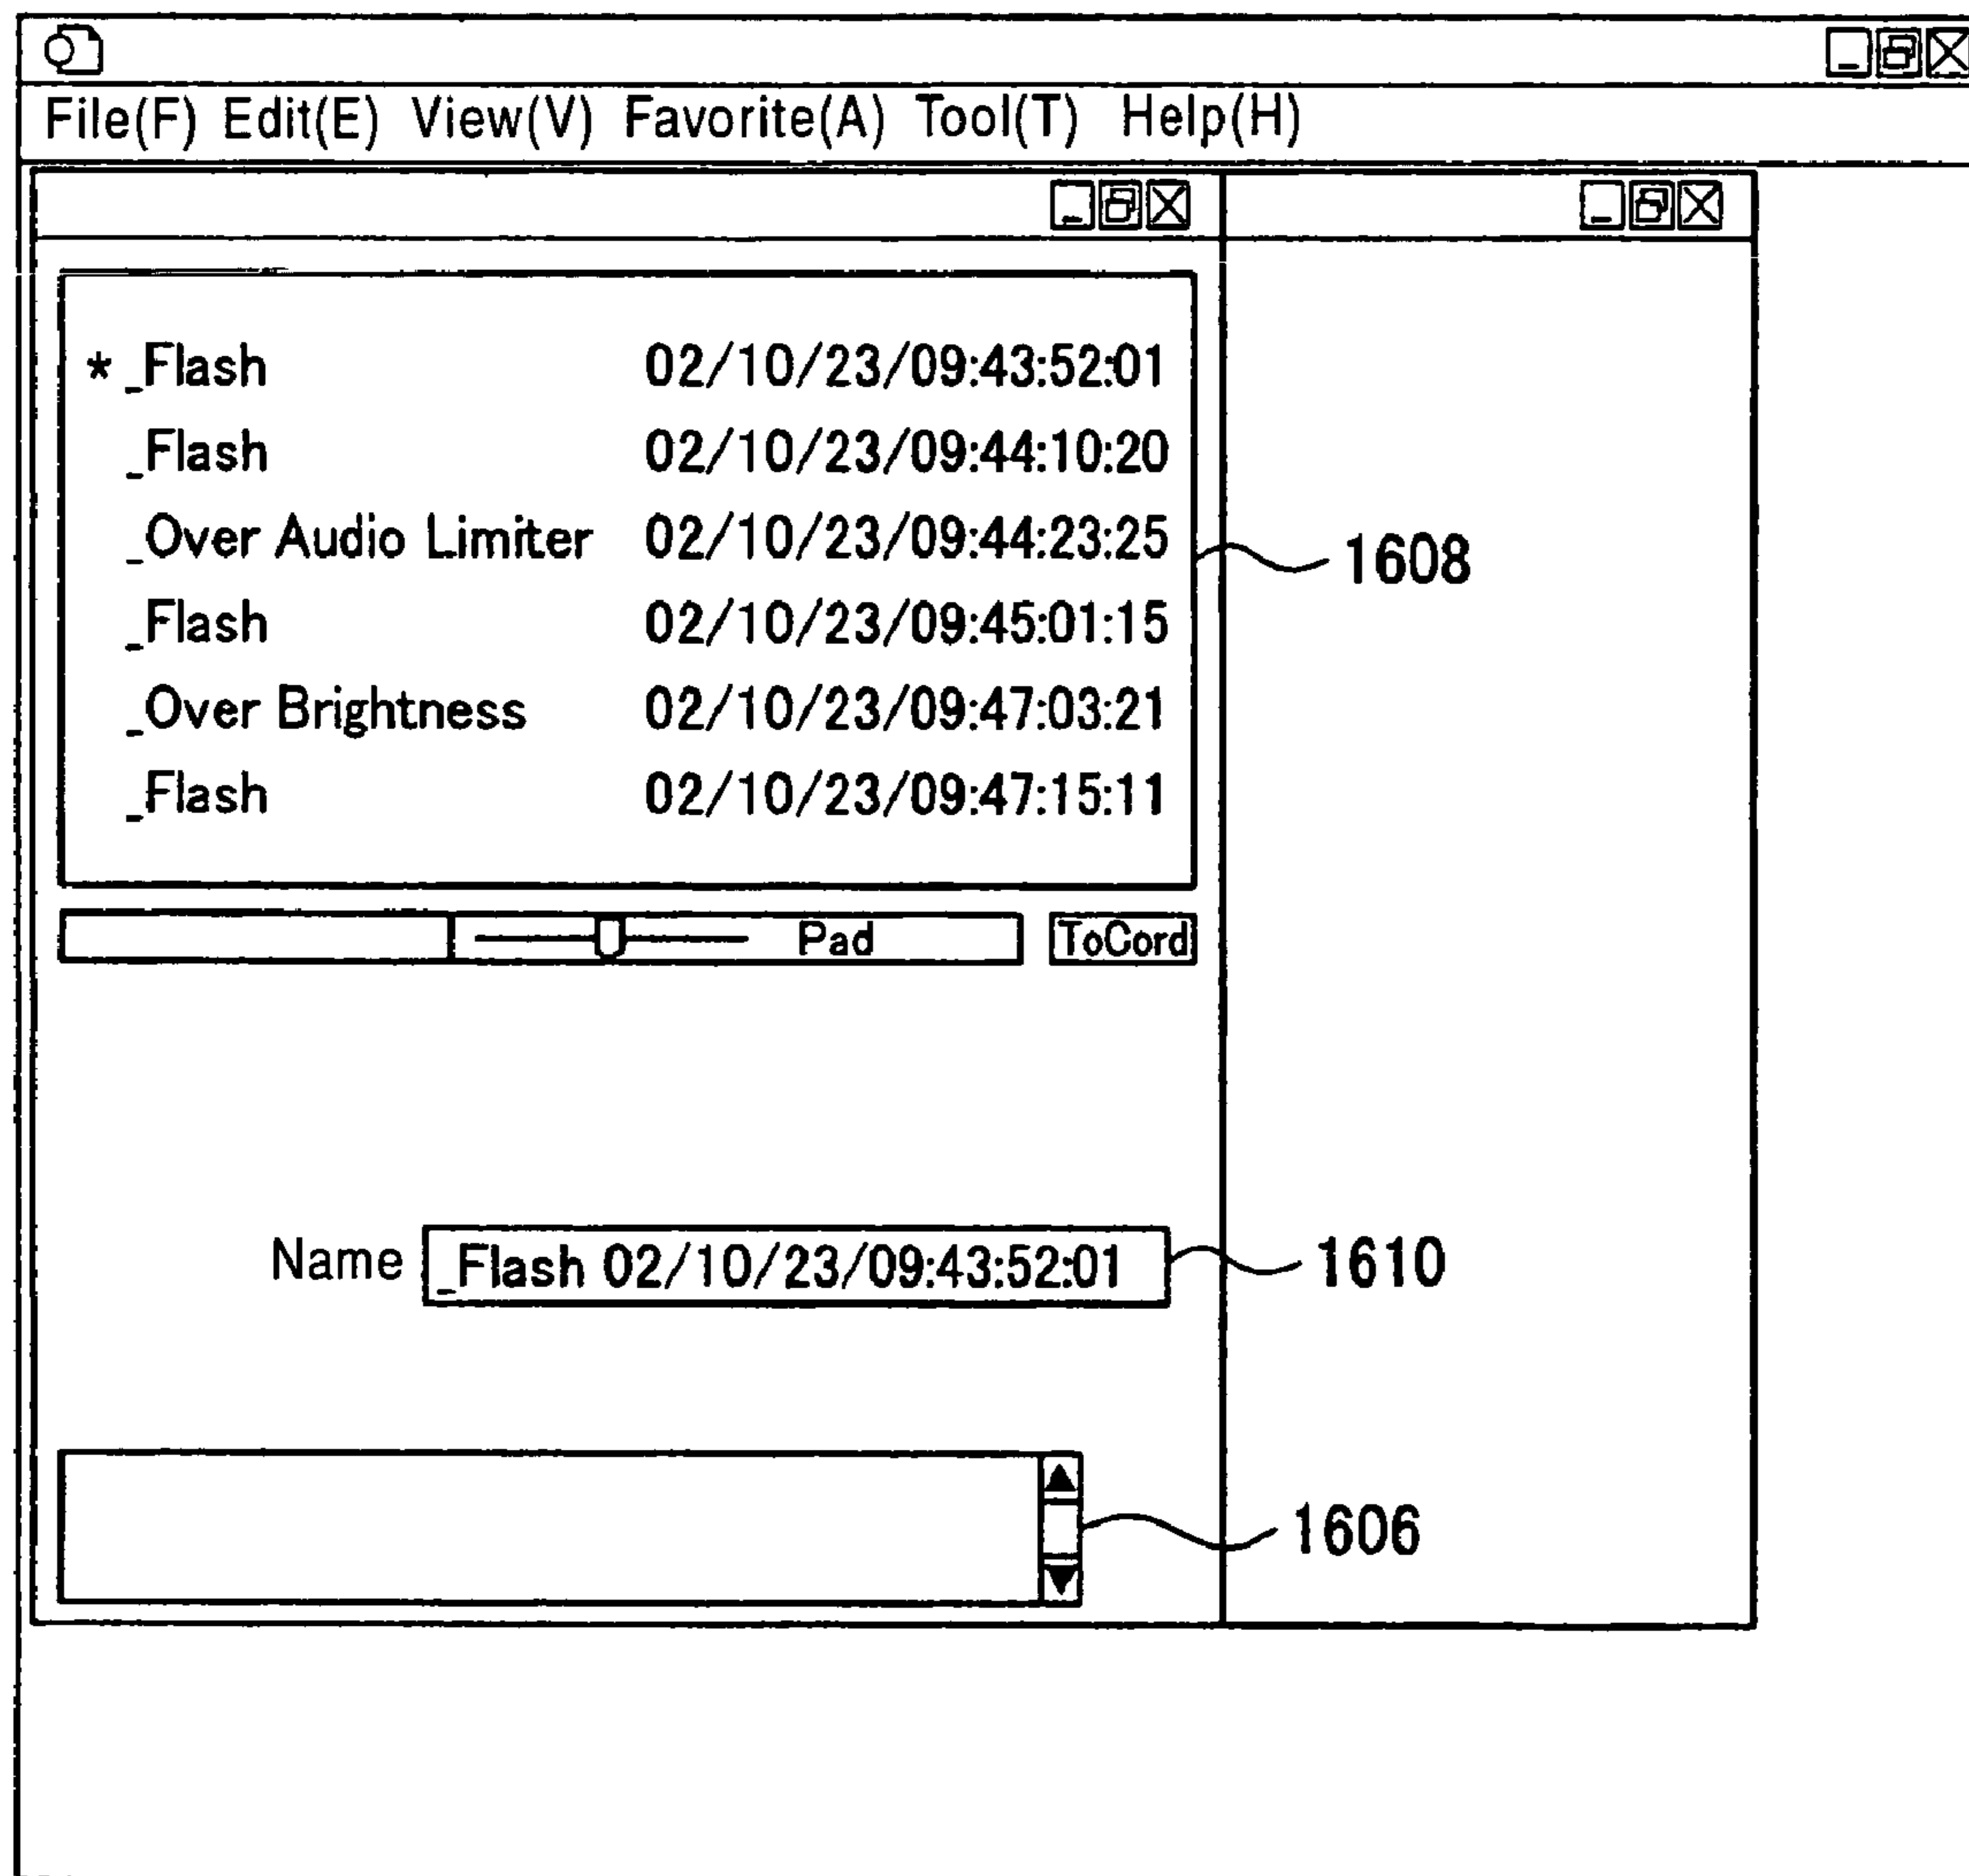 File(F) Edit(E) View(V) Favorite(A) Tool(T) Help(H)
*_Flash 02/10/23/09:43:52:01
_Flash 02/10/23/09:44:10:20
_Over Audio Limiter 02/10/23/09:44:23:25
1608
_Flash 02/10/23/09:45:01:15
_Over Brightness 02/10/23/09:47:03:21
_Flash 02/10/23/09:47:15:11
Pad ToCord
Name _Flash 02/10/23/09:43:52:01 1610
1606